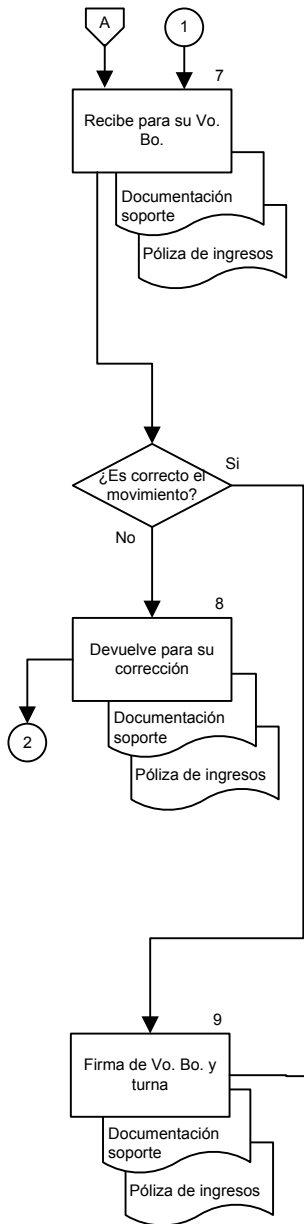 A
1
7
Recibe para su Vo.
Bo.
Documentación
soporte
Póliza de ingresos
¿Es correcto el
movimiento?
Si
No
8
Devuelve para su
corrección
2
Documentación
soporte
Póliza de ingresos
9
Firma de Vo. Bo. y
turna
Documentación
soporte
Póliza de ingresos